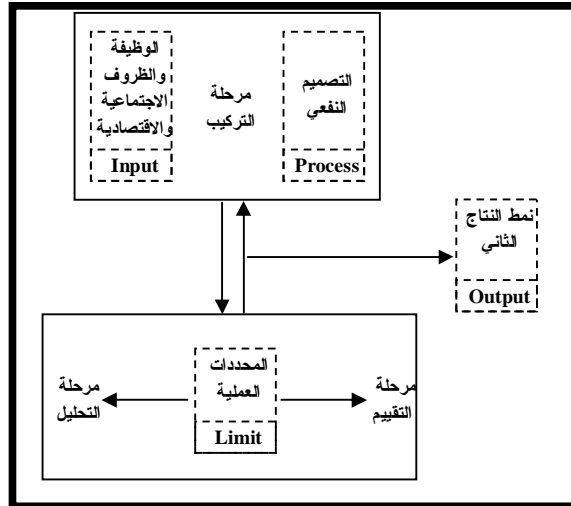 الوظيفة
والظروف
الاجتماعية
والاقتصادية
Input
مرحلة
التركيب
التصميم
النفعي
Process
نمط النتاج
الثاني
Output
مرحلة
التحليل
المحددات
العملية
Limit
مرحلة
التقييم